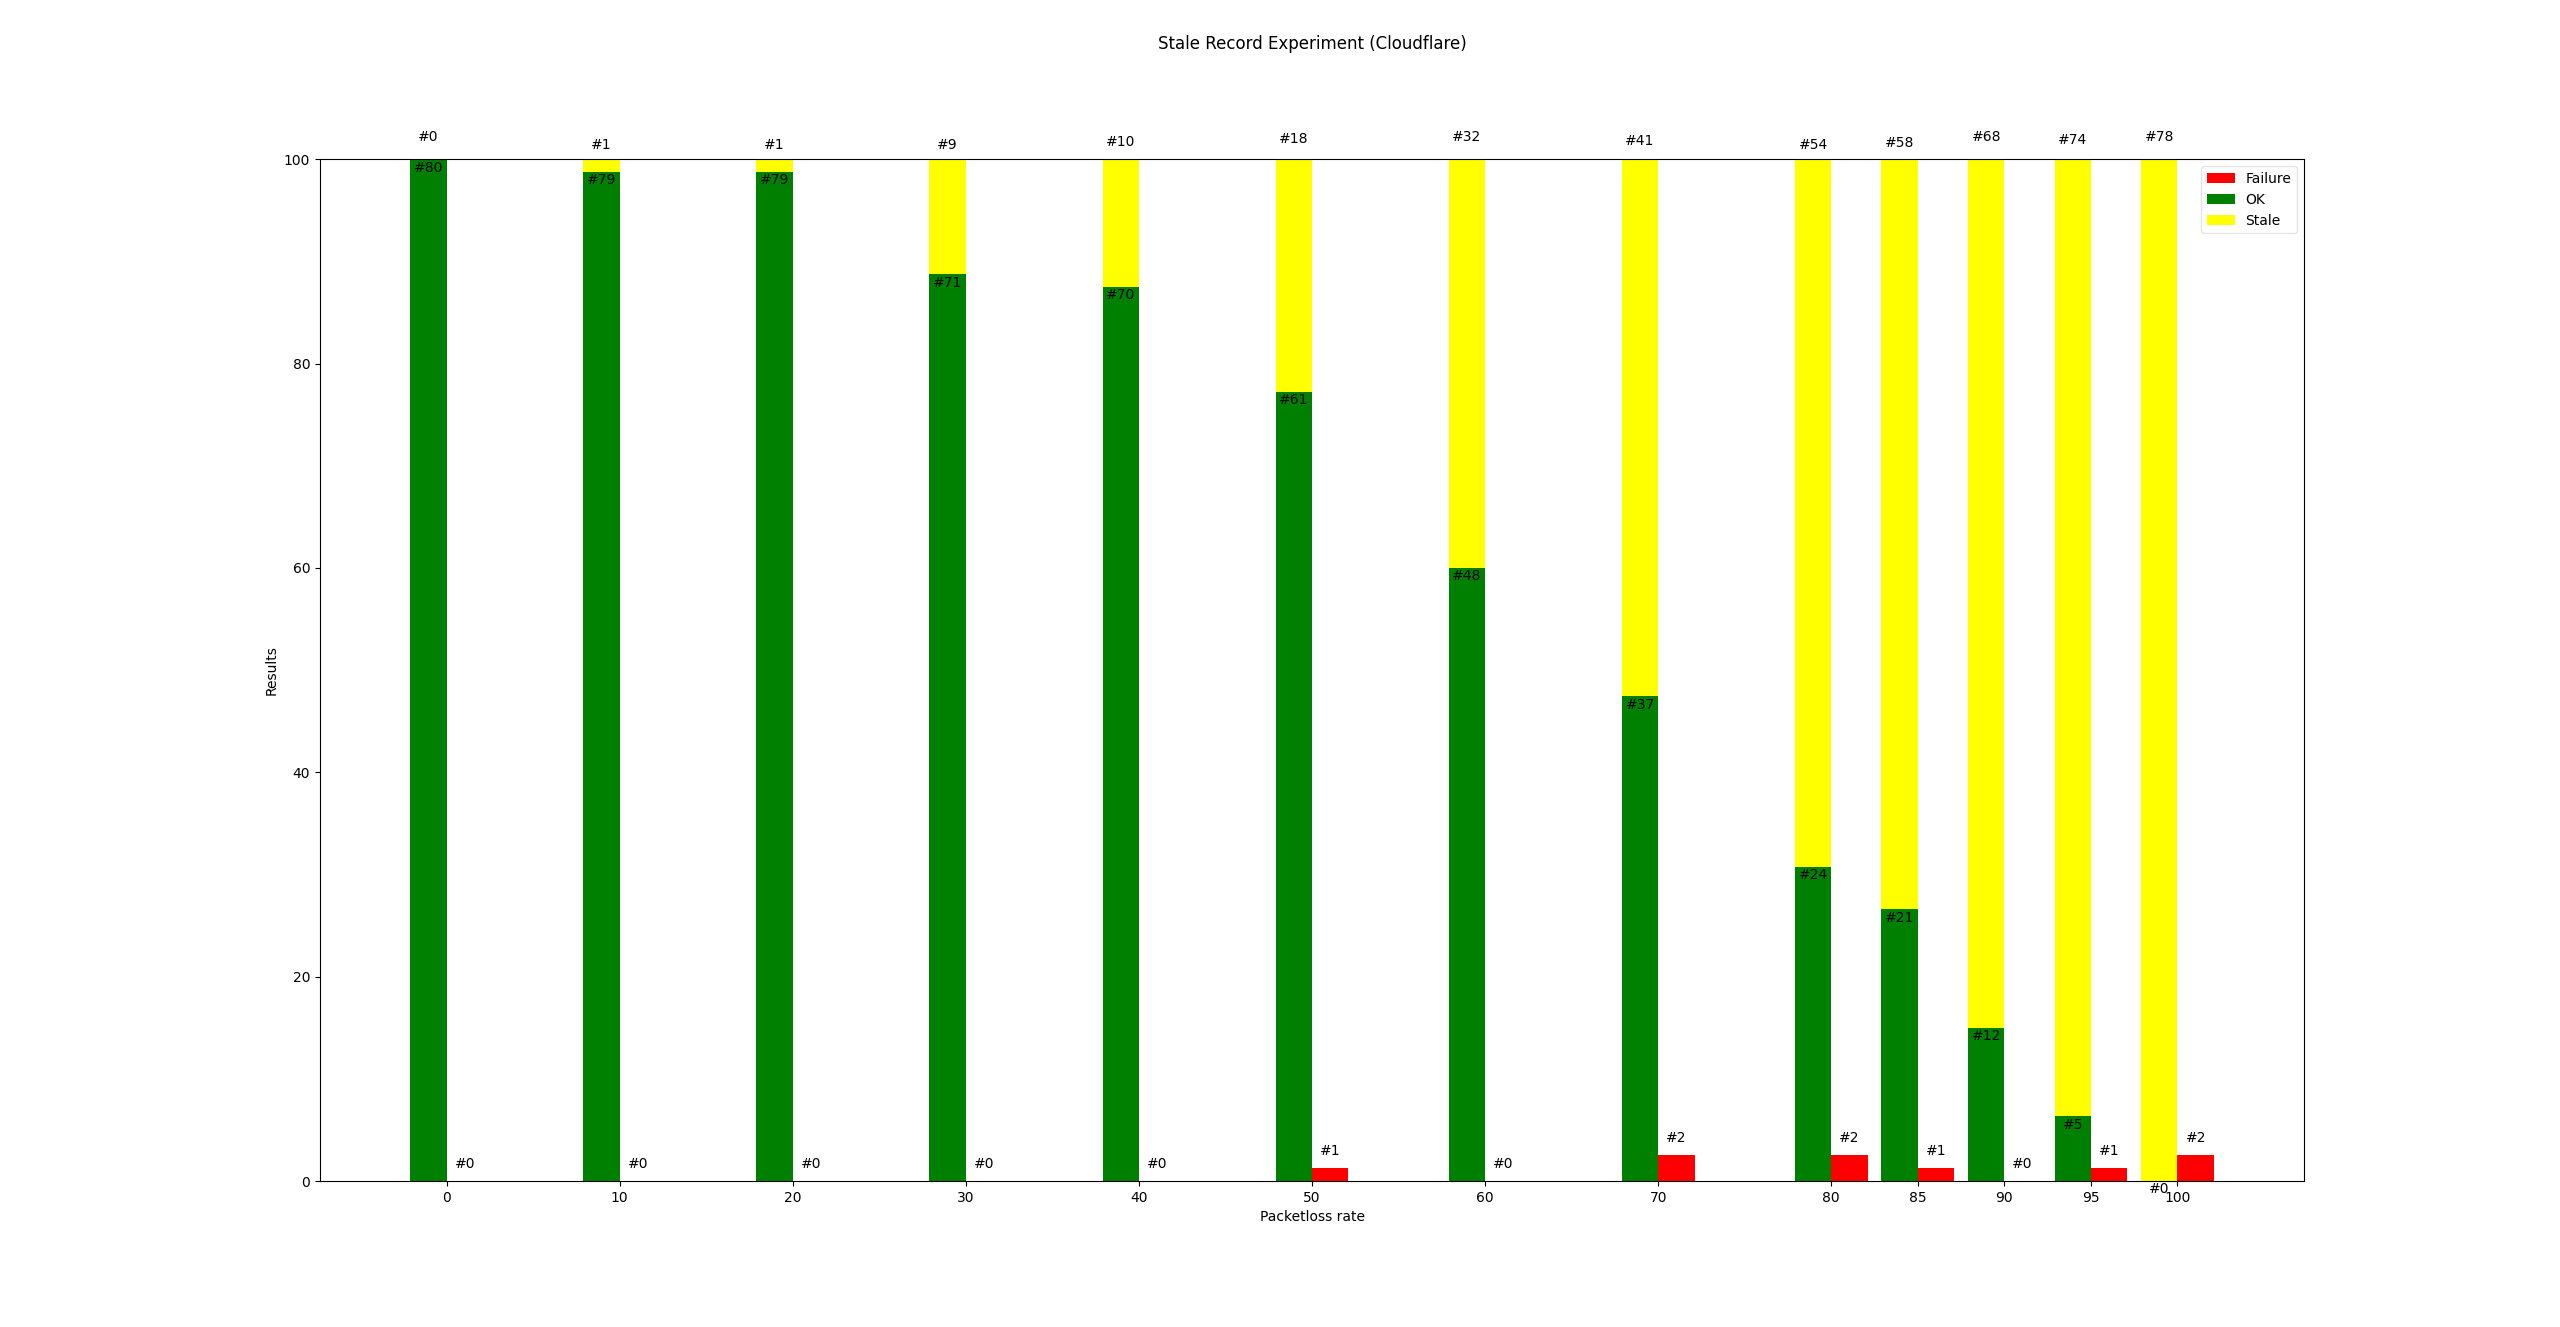 Stale Record Experiment (Cloudflare)
#0 #1 #1 #9 #10 #18 #32 #41 #54 #58 #68 #74 #78
#80 #79 #79 #71 #70 #61 #48 #37 #24 #21 #12 #5 #0
#0 #0 #0 #0 #0 #1 #0 #2 #2 #1 #0 #1 #2
Failure
OK
Stale
100
80
60
40
20
0
Results
0 10 20 30 40 50 60 70 80 85 90 95 100
Packetloss rate